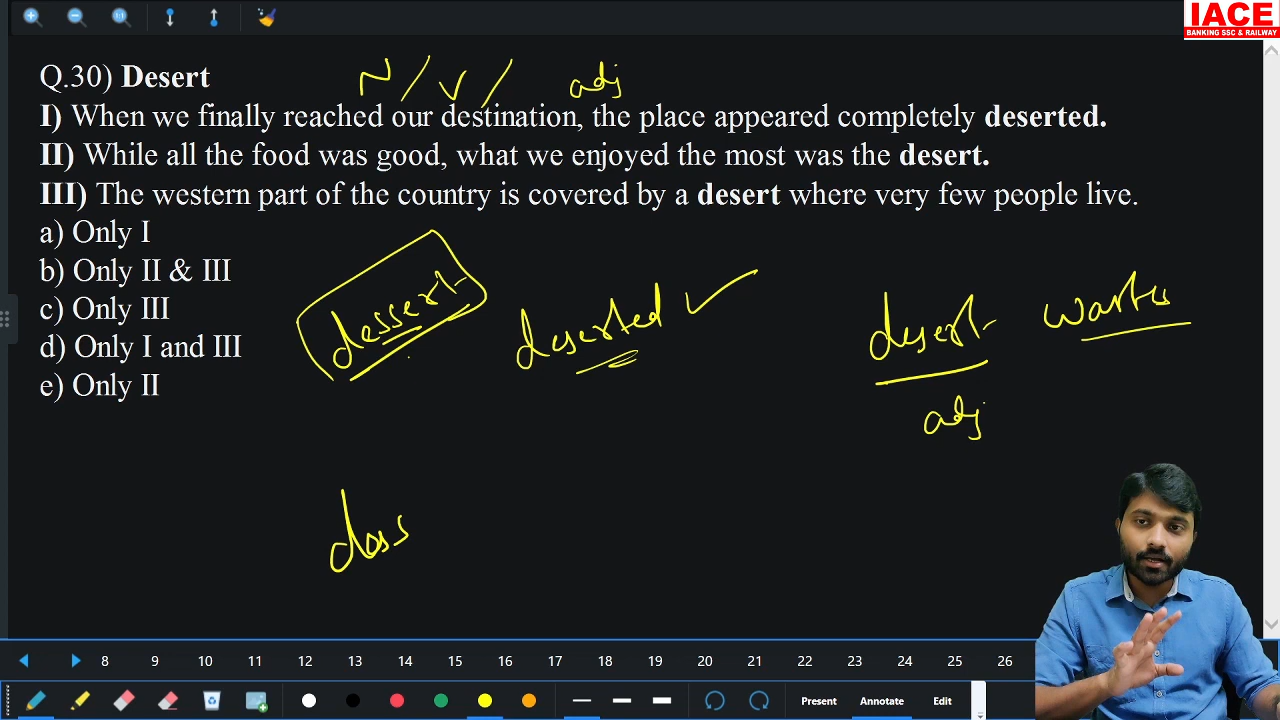 IACE
BANKING SSC & RAILWAY
Q.30) Desert
N / V / adj
I) When we finally reached our destination, the place appeared completely deserted.
II) While all the food was good, what we enjoyed the most was the desert.
III) The western part of the country is covered by a desert where very few people live.
a) Only I
b) Only II & III
c) Only III
d) Only I and III
e) Only II
dessert
deserted
desert
adj
8 9 10 11 12 13 14 15 16 17 18 19 20 21 22 23 24 25 26
Present Annotate Edit